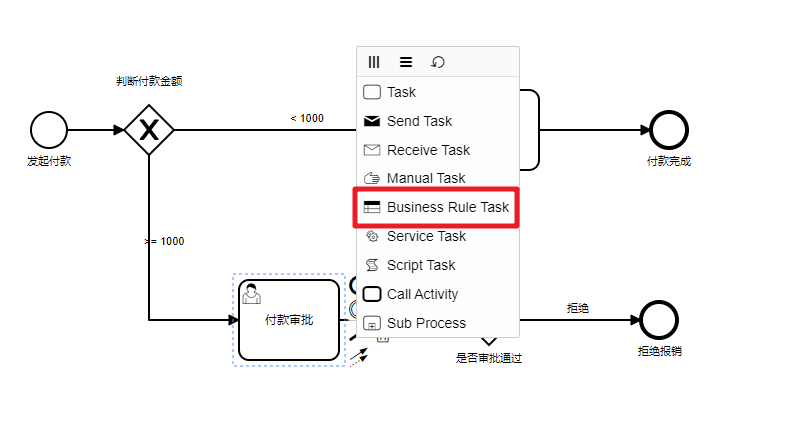 判断付款金额
发起付款
< 1000
>= 1000
Task
Send Task
Receive Task
Manual Task
Business Rule Task
Service Task
Script Task
Call Activity
Sub Process
付款完成
付款审批
是否审批通过
拒绝
拒绝报销